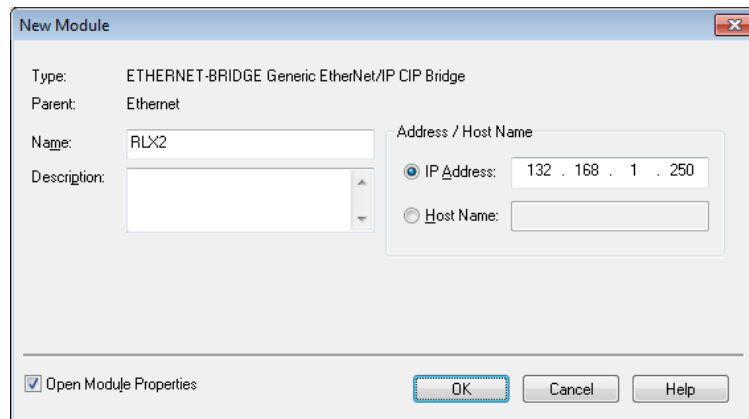 New Module
Type: ETHERNET-BRIDGE Generic EtherNet/IP CIP Bridge
Parent: Ethernet
Name: RLX2
Description:
Address / Host Name
IP Address: 132 . 168 . 1 . 250
Host Name:
Open Module Properties
OK Cancel Help